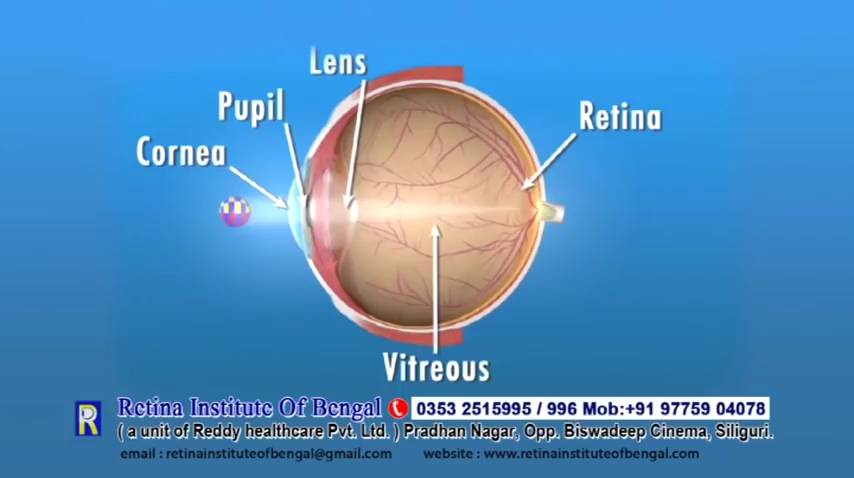 Lens
Pupil
Cornea
Retina
Vitreous
R
Retina Institute Of Bengal 0353 2515995 / 996 Mob:+91 97759 04078
( a unit of Reddy healthcare Pvt. Ltd. ) Pradhan Nagar, Opp. Biswadeep Cinema, Siliguri.
email : retinainstituteofbengal@gmail.com website : www.retinainstituteofbengal.com